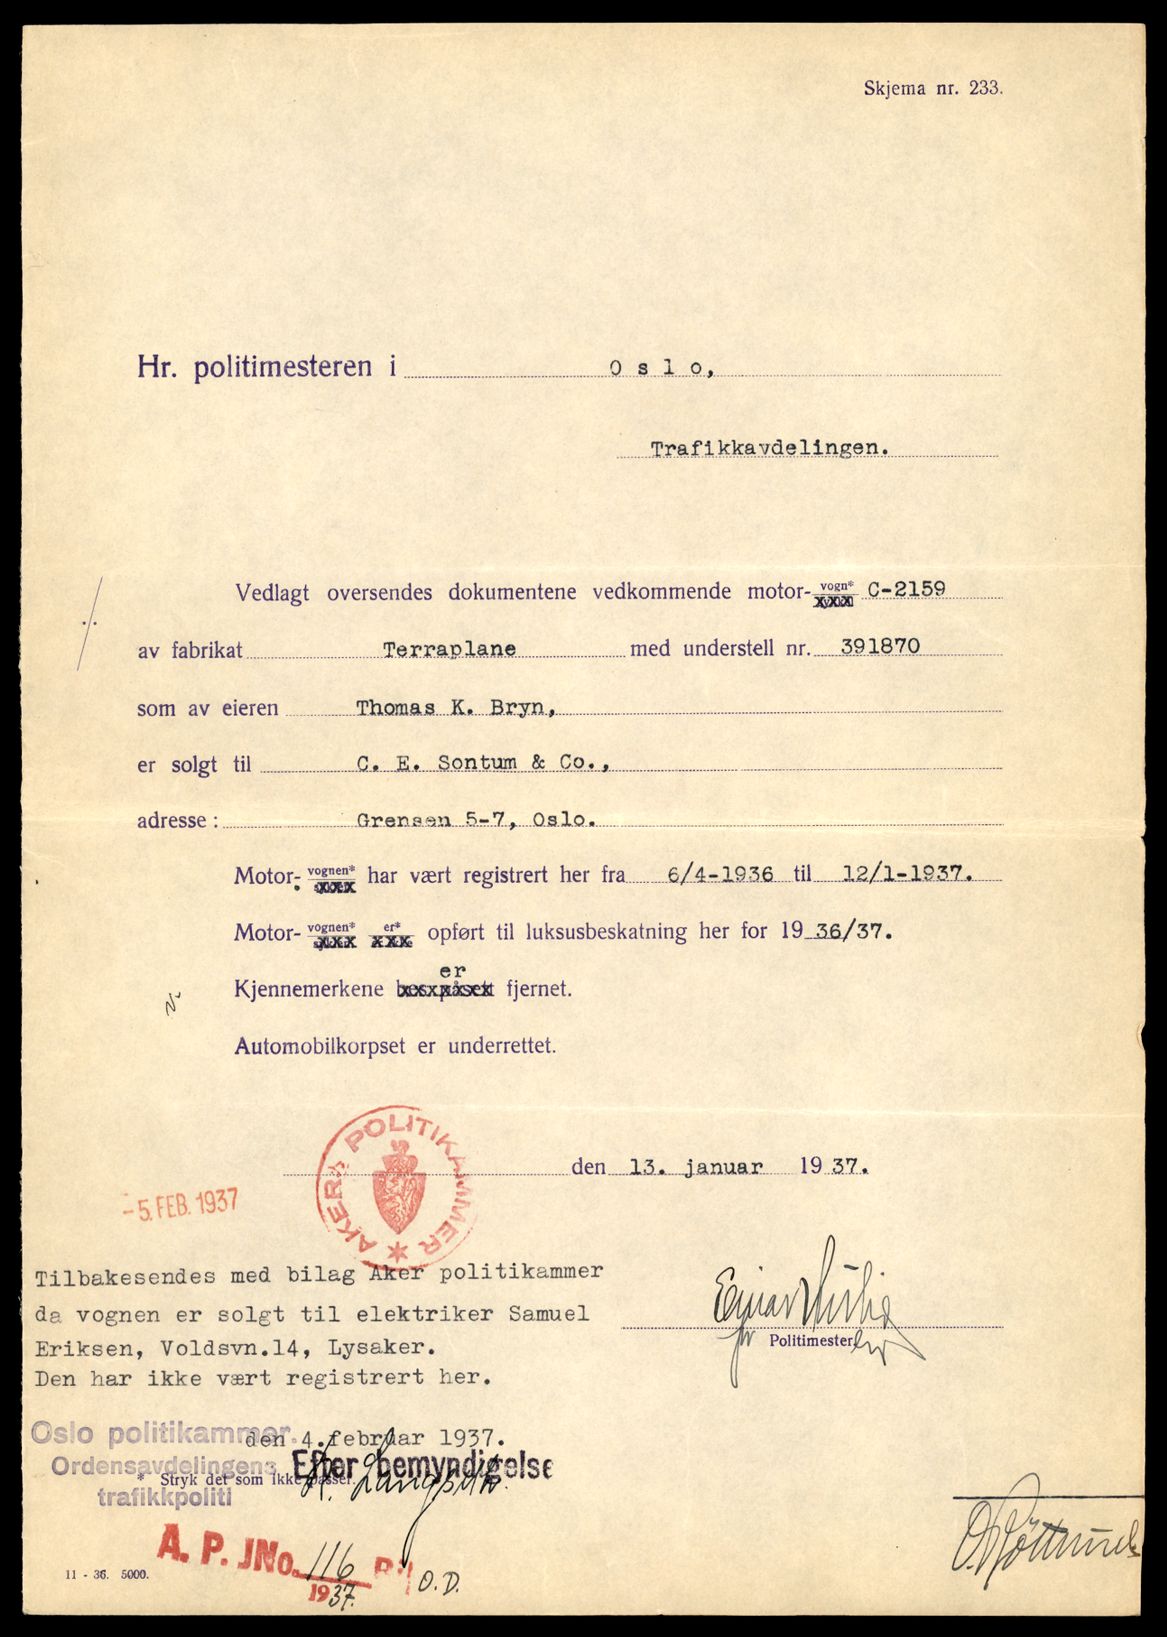 Skjema nr. 233.
Hr. politimesteren i Oslo,
Trafikkavdelingen.
Vedlagt oversendes dokumentene vedkommende motor- vogn* C-2159
av fabrikat Terraplane med understell nr. 391870
som av eieren Thomas K. Bryn,
er solgt til C. E. Sontum & Co.,
adresse: Grensen 5-7, Oslo.
Motor- vognen* har vært registrert her fra 6/4-1936 til 12/1-1937.
Motor- vognen* er* opført til luksusbeskatning her for 19 36/37.
er
Kjennemerkene fjernet.
Automobilkorpset er underrettet.
AKER POLITIKAMMER
den 13. januar 19 37.
-5. FEB. 1937
Tilbakesendes med bilag Aker politikammer
da vognen er solgt til elektriker Samuel
Eriksen, Voldsvn.14, Lysaker.
Den har ikke vært registrert her.
Politimester
Oslo politikammer.
den 4.februar 1937.
Ordensavdelingens
Efter bemyndigelse
* Stryk det som ikke passer.
trafikkpoliti
A. P. JNo. 116 Bil O.D.
1937.
11 - 36. 5000.